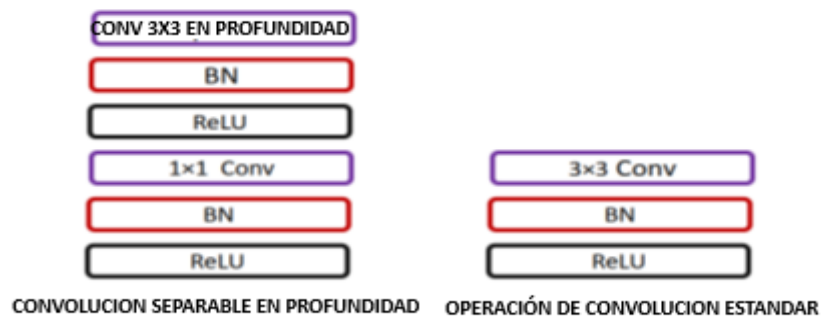 CONV 3X3 EN PROFUNDIDAD
BN
ReLU
1×1 Conv
BN
ReLU
CONVOLUCION SEPARABLE EN PROFUNDIDAD
3×3 Conv
BN
ReLU
OPERACIÓN DE CONVOLUCION ESTANDAR